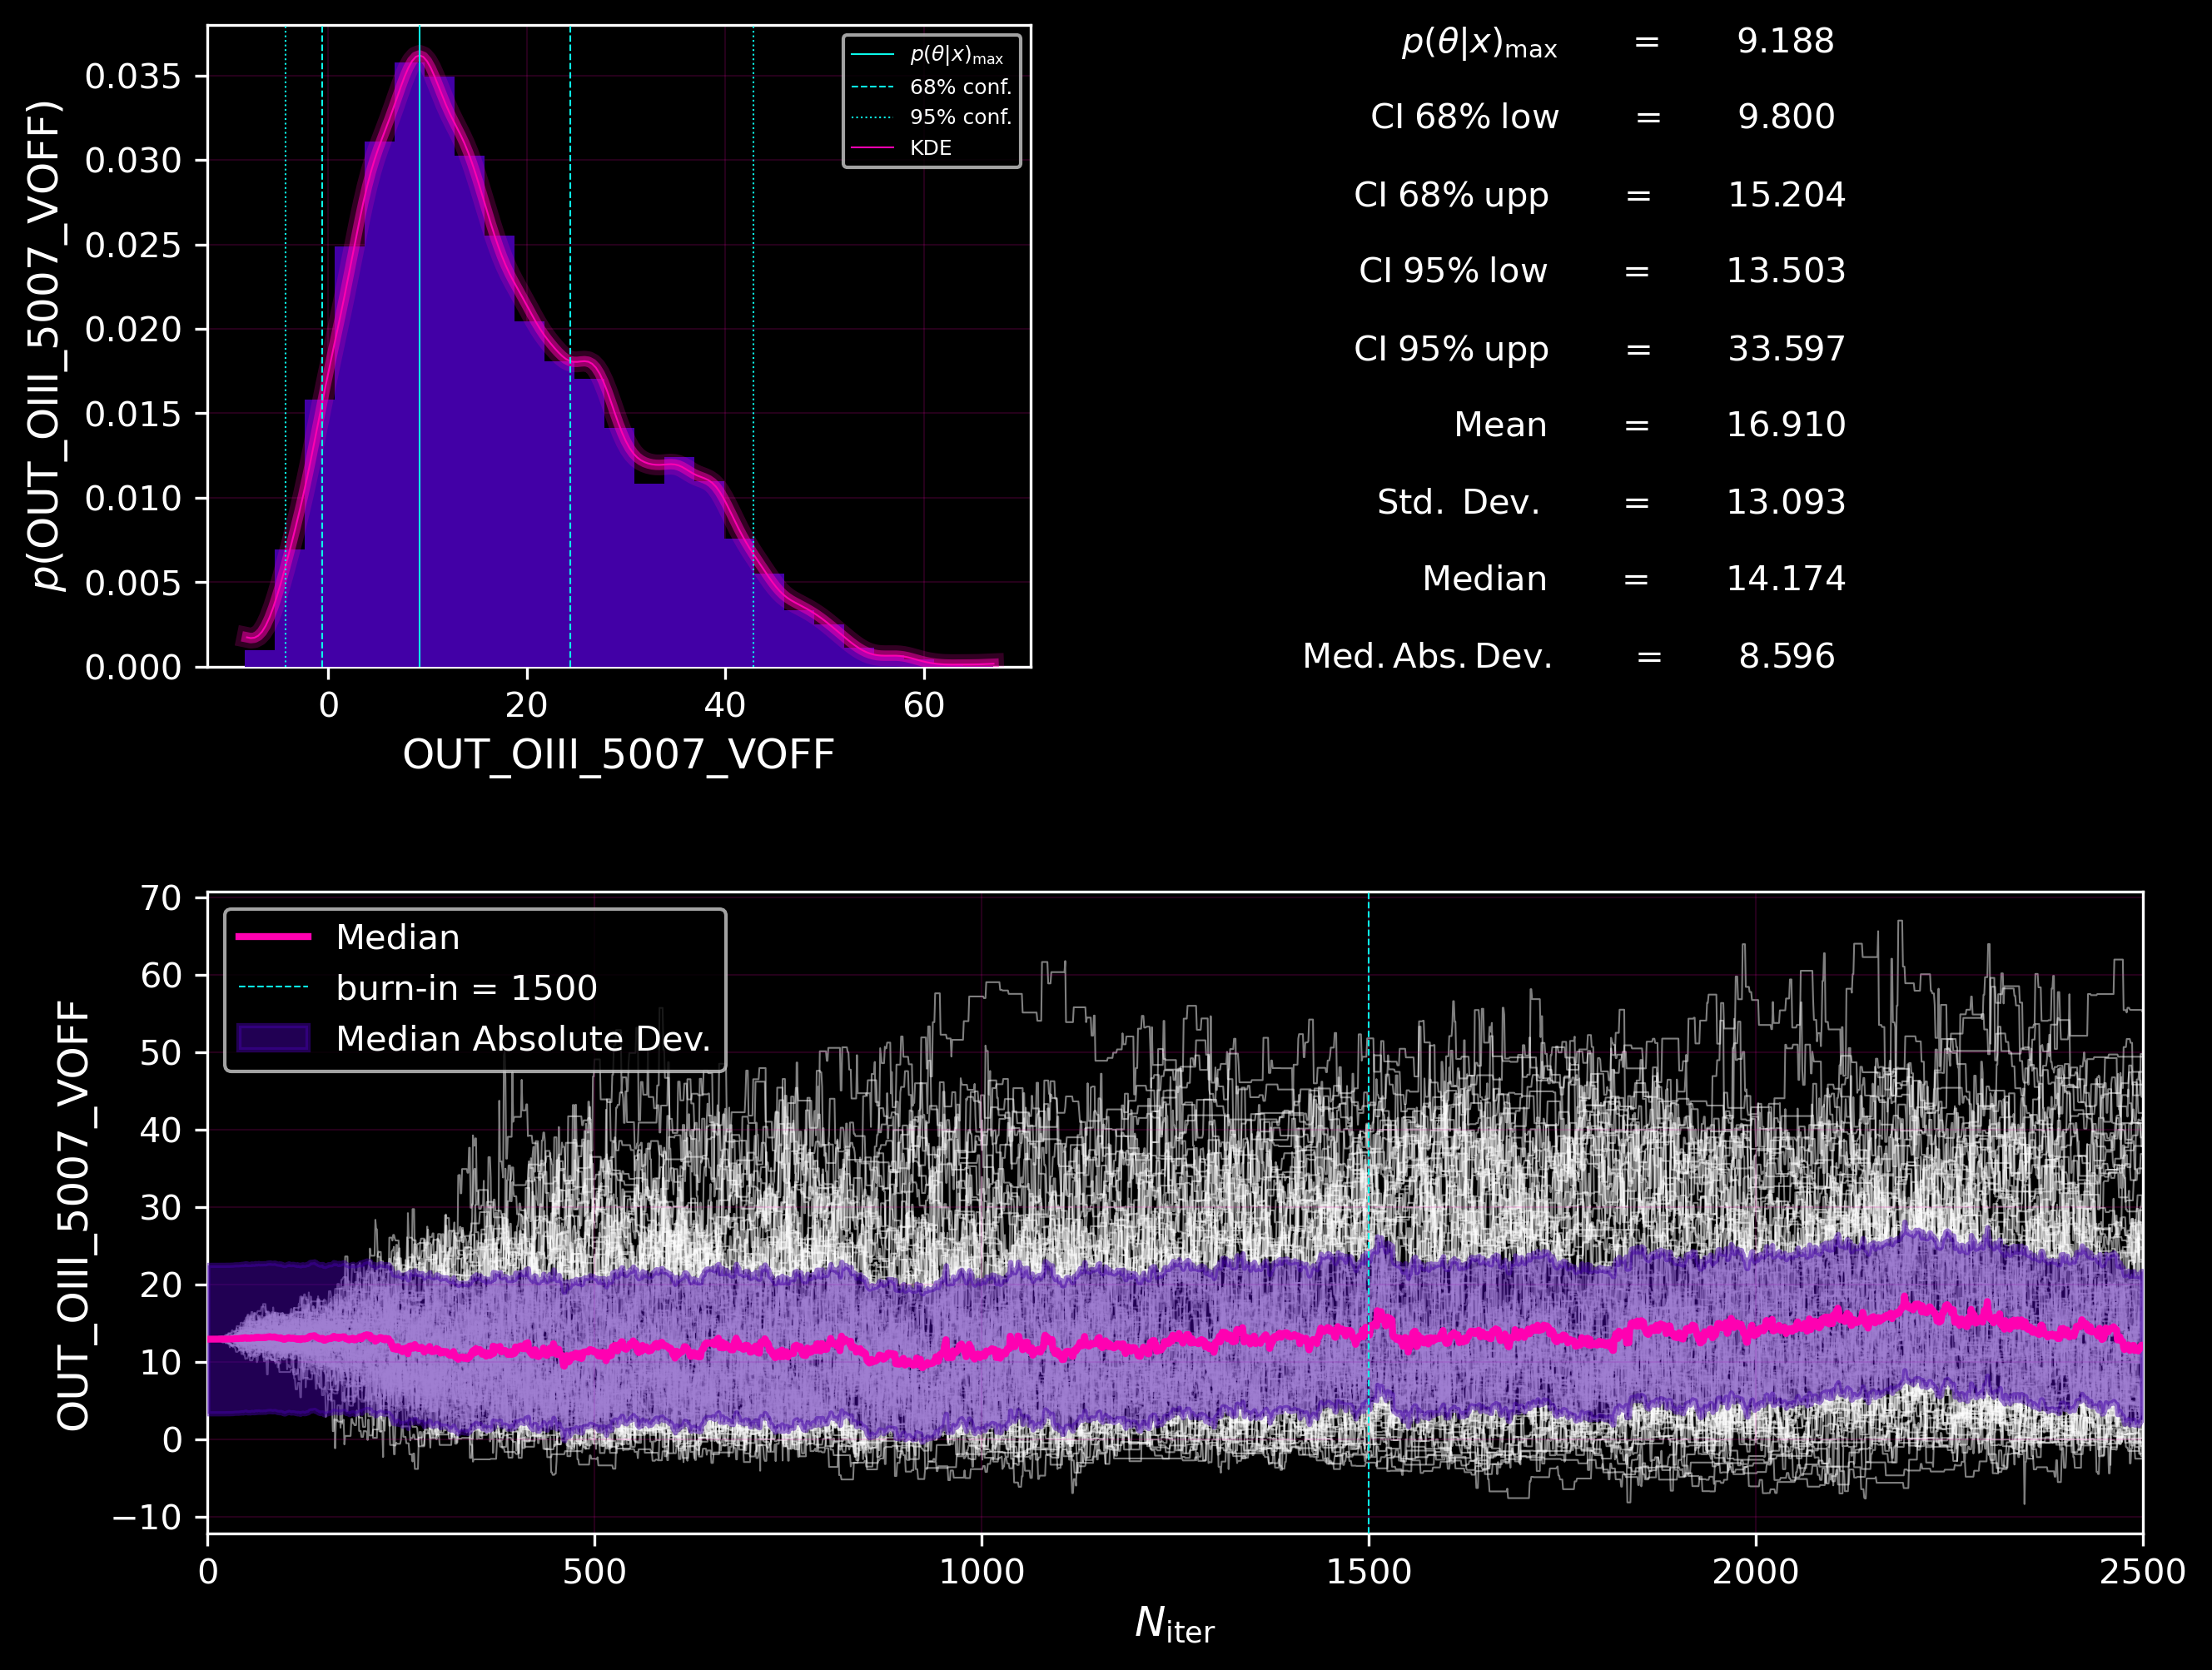 p(θ|x)max
68% conf.
95% conf.
KDE
0.035
0.030
0.025
0.020
0.015
0.010
0.005
0.000
p(OUT_OIII_5007_VOFF)
0 20 40 60
OUT_OIII_5007_VOFF
p(θ|x)max = 9.188
CI 68% low = 9.800
CI 68% upp = 15.204
CI 95% low = 13.503
CI 95% upp = 33.597
Mean = 16.910
Std. Dev. = 13.093
Median = 14.174
Med. Abs. Dev. = 8.596
Median
burn-in = 1500
Median Absolute Dev.
70
60
50
40
30
20
10
0
−10
OUT_OIII_5007_VOFF
0 500 1000 1500 2000 2500
Niter